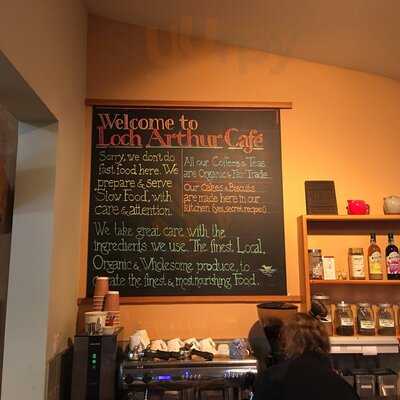 Welcome to
Loch Arthur Café
Sorry, we don't do
fast food here. We
prepare & serve
Slow Food, with
care & attention.
All our Coffees & Teas
are Organic & Fair Trade.
Our Cakes & Biscuits
are made here in our
kitchen (yes, secret recipes).
We take great care with the
ingredients we use. The finest Local,
Organic & Wholesome produce, to
create the finest & most nourishing Food.